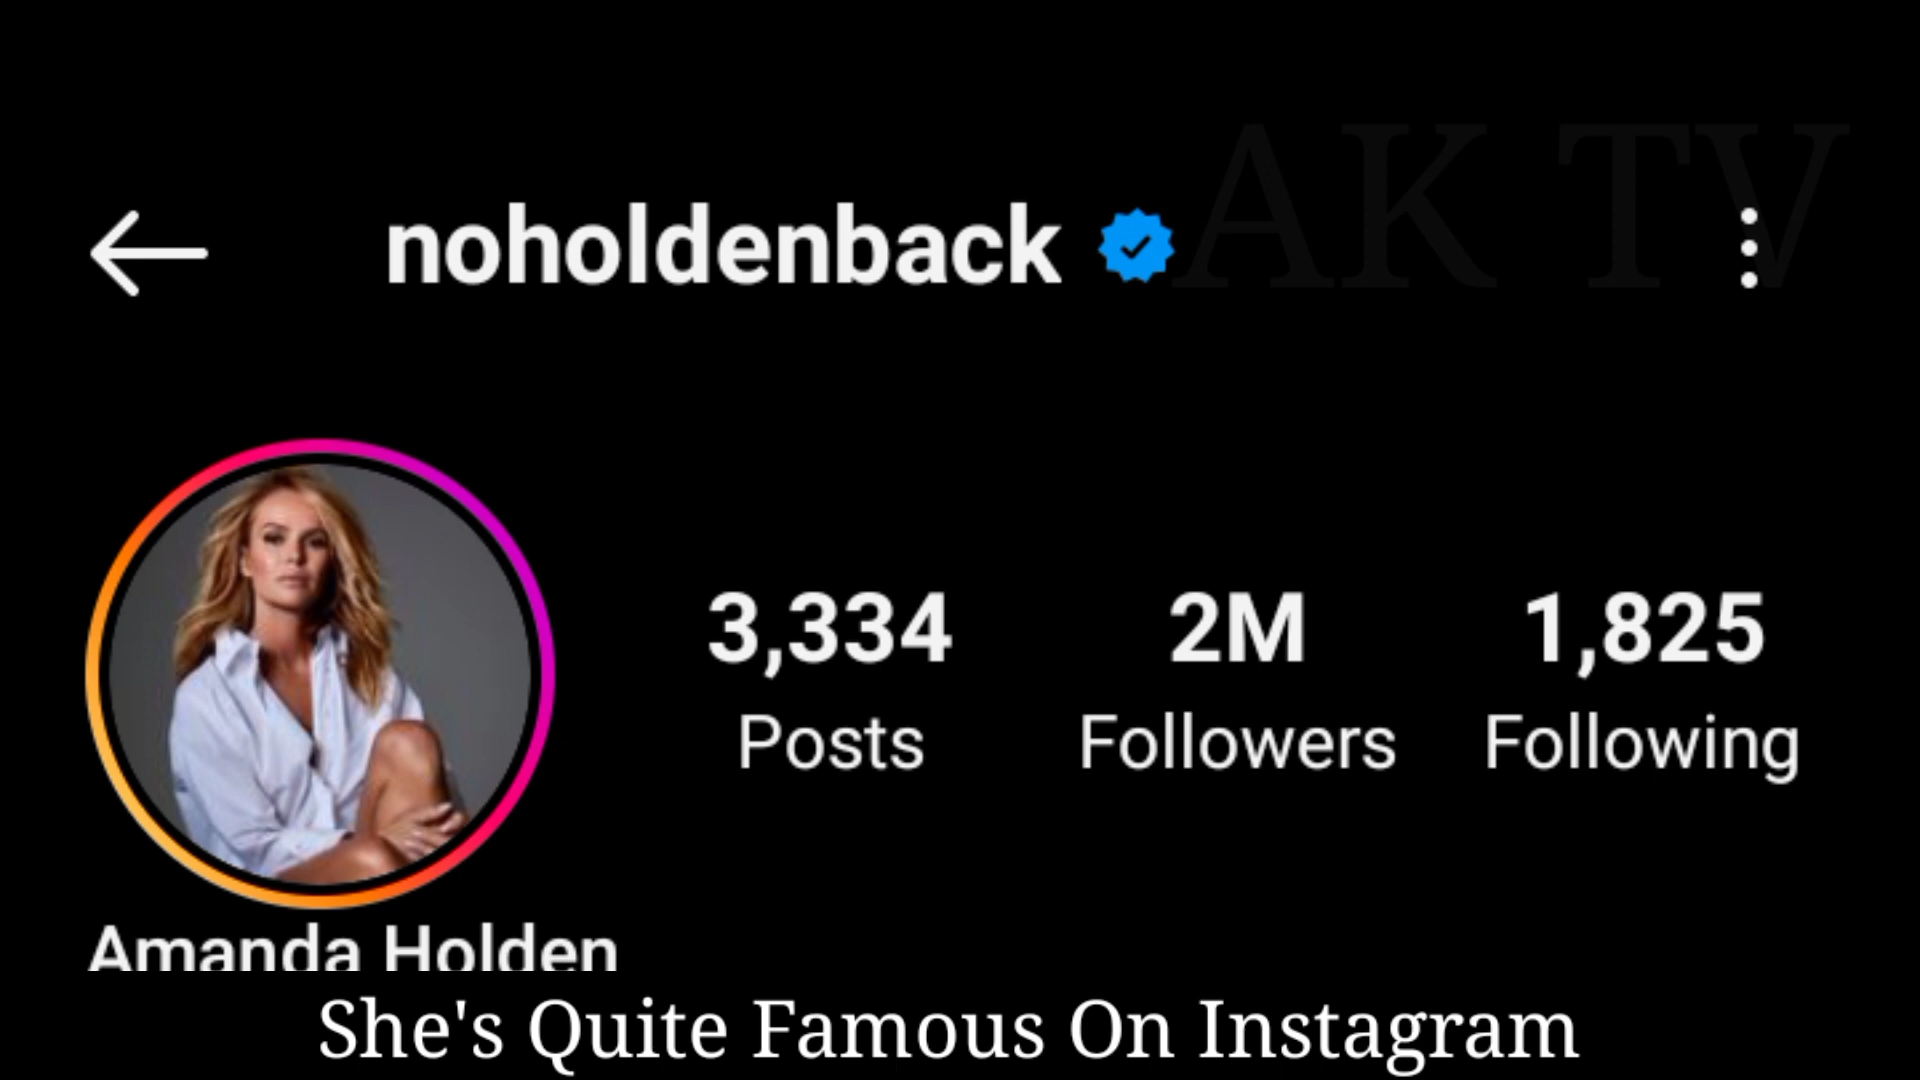 AK TV
noholdenback
3,334 2M 1,825
Posts Followers Following
Amanda Holden
She's Quite Famous On Instagram